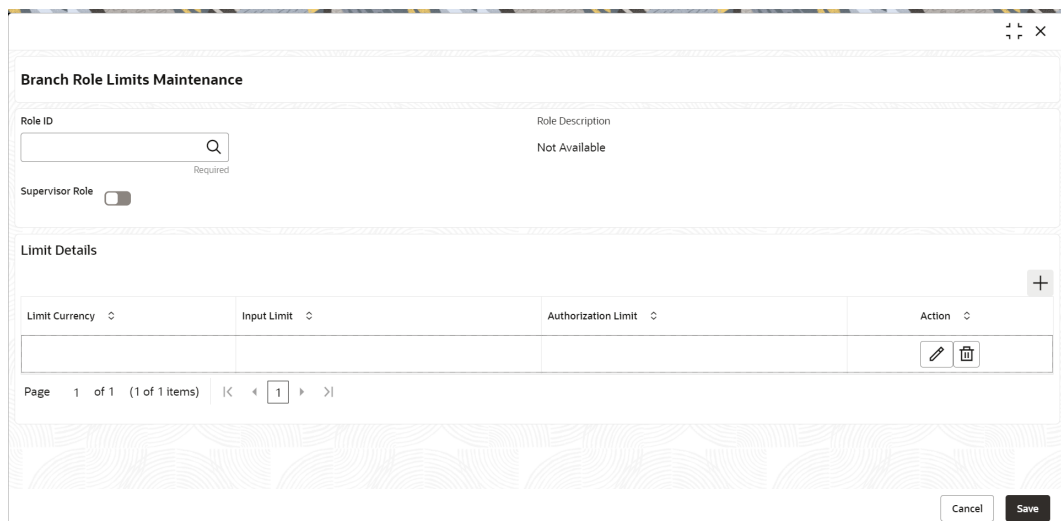 Branch Role Limits Maintenance
Role ID
Role Description
Not Available
Required
Supervisor Role
Limit Details
Limit Currency Input Limit Authorization Limit Action
Page 1 of 1 (1 of 1 items) 1
Cancel Save